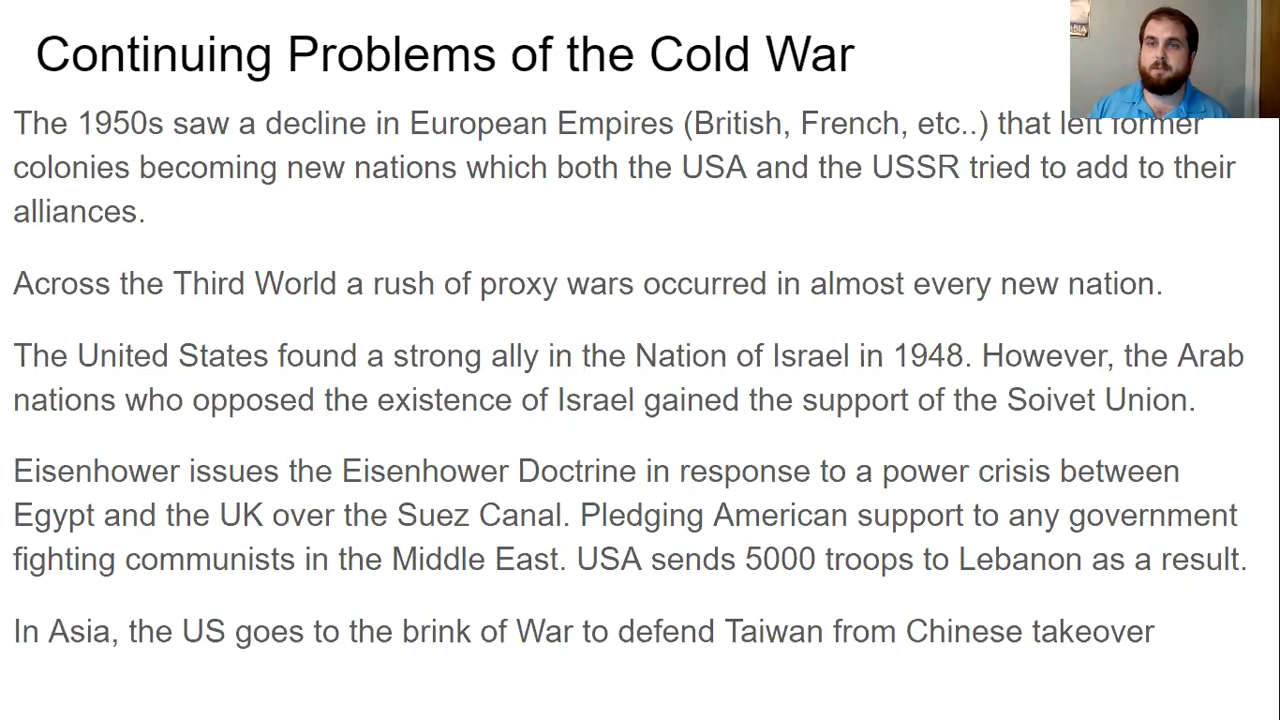 Continuing Problems of the Cold War
The 1950s saw a decline in European Empires (British, French, etc..) that left former
colonies becoming new nations which both the USA and the USSR tried to add to their
alliances.
Across the Third World a rush of proxy wars occurred in almost every new nation.
The United States found a strong ally in the Nation of Israel in 1948. However, the Arab
nations who opposed the existence of Israel gained the support of the Soivet Union.
Eisenhower issues the Eisenhower Doctrine in response to a power crisis between
Egypt and the UK over the Suez Canal. Pledging American support to any government
fighting communists in the Middle East. USA sends 5000 troops to Lebanon as a result.
In Asia, the US goes to the brink of War to defend Taiwan from Chinese takeover